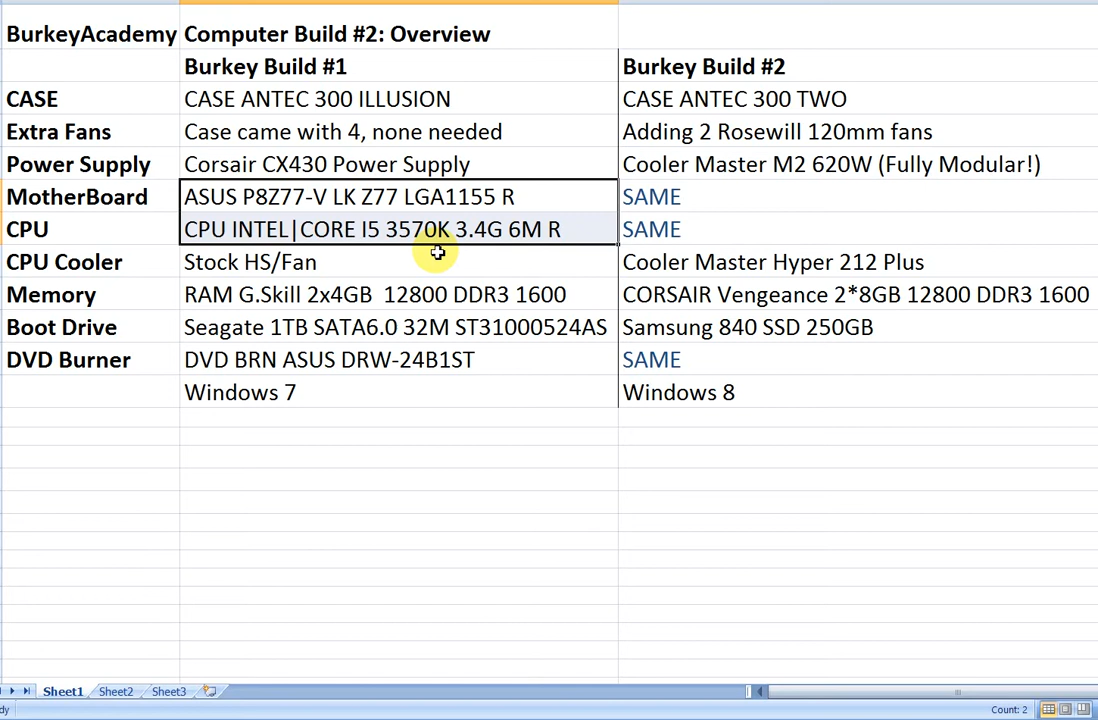 BurkeyAcademy Computer Build #2: Overview
Burkey Build #1 Burkey Build #2
CASE CASE ANTEC 300 ILLUSION CASE ANTEC 300 TWO
Extra Fans Case came with 4, none needed Adding 2 Rosewill 120mm fans
Power Supply Corsair CX430 Power Supply Cooler Master M2 620W (Fully Modular!)
MotherBoard ASUS P8Z77-V LK Z77 LGA1155 R SAME
CPU CPU INTEL|CORE I5 3570K 3.4G 6M R SAME
CPU Cooler Stock HS/Fan Cooler Master Hyper 212 Plus
Memory RAM G.Skill 2x4GB 12800 DDR3 1600 CORSAIR Vengeance 2*8GB 12800 DDR3 1600
Boot Drive Seagate 1TB SATA6.0 32M ST31000524AS Samsung 840 SSD 250GB
DVD Burner DVD BRN ASUS DRW-24B1ST SAME
Windows 7 Windows 8
Sheet1 Sheet2 Sheet3
dy Count: 2